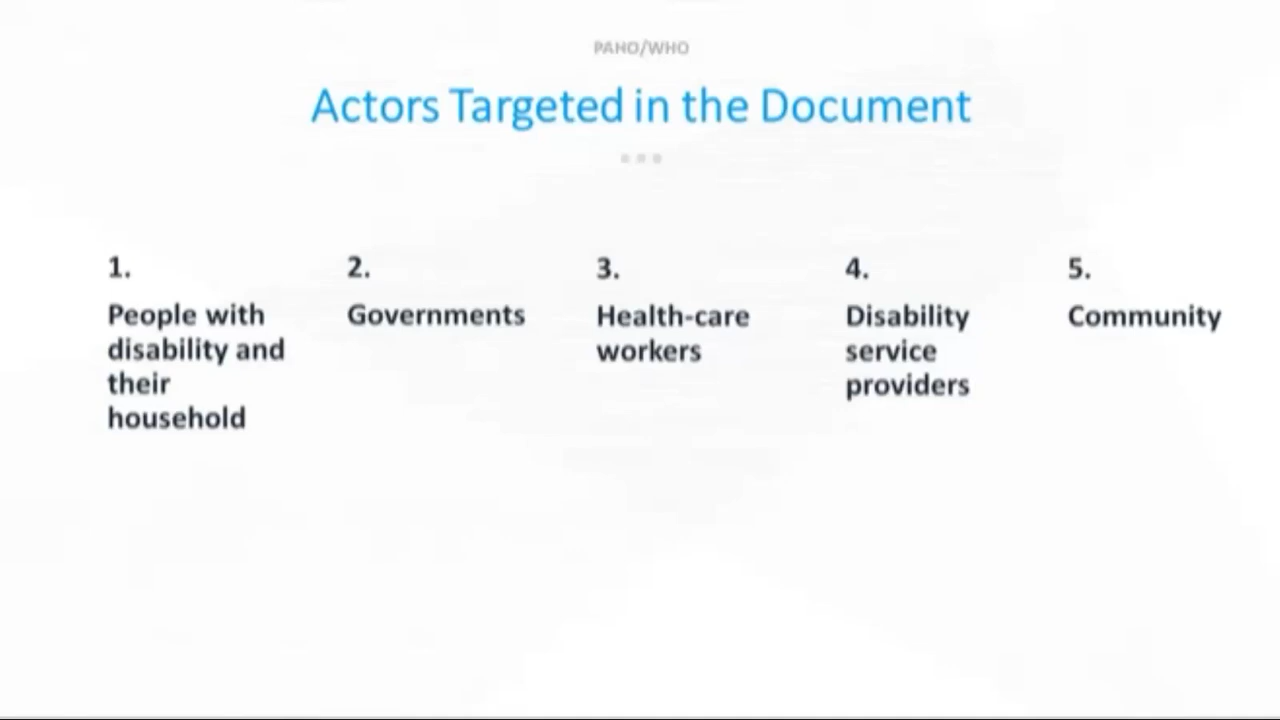 PAHO/WHO
Actors Targeted in the Document
1.
People with
disability and
their
household
2.
Governments
3.
Health-care
workers
4.
Disability
service
providers
5.
Community